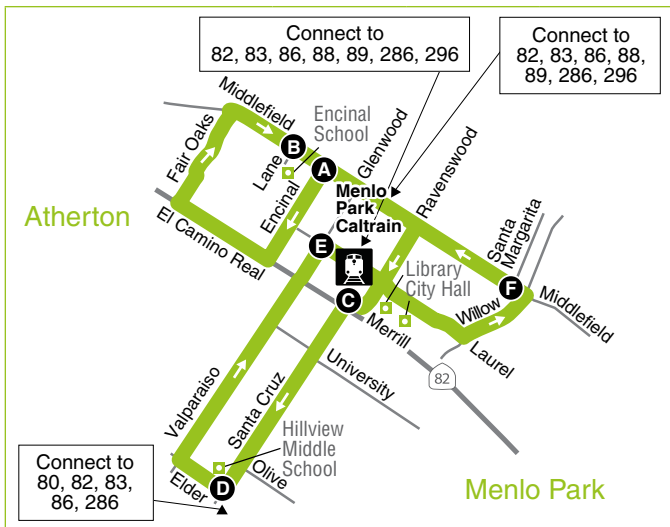 Connect to
82, 83, 86, 88, 89, 286, 296
Connect to
82, 83, 86, 88,
89, 286, 296
Middlefield
Encinal
School
Glenwood
Fair Oaks
B
Lane
A
Ravenswood
Encinal
Menlo
Park
Caltrain
Atherton
El Camino Real
E
Santa
Margarita
Library
City Hall
F
Middlefield
C
Merrill
Willow
Laurel
82
University
Valparaiso
Santa Cruz
Hillview
Middle
School
Olive
Elder
D
Connect to
80, 82, 83,
86, 286
Menlo Park